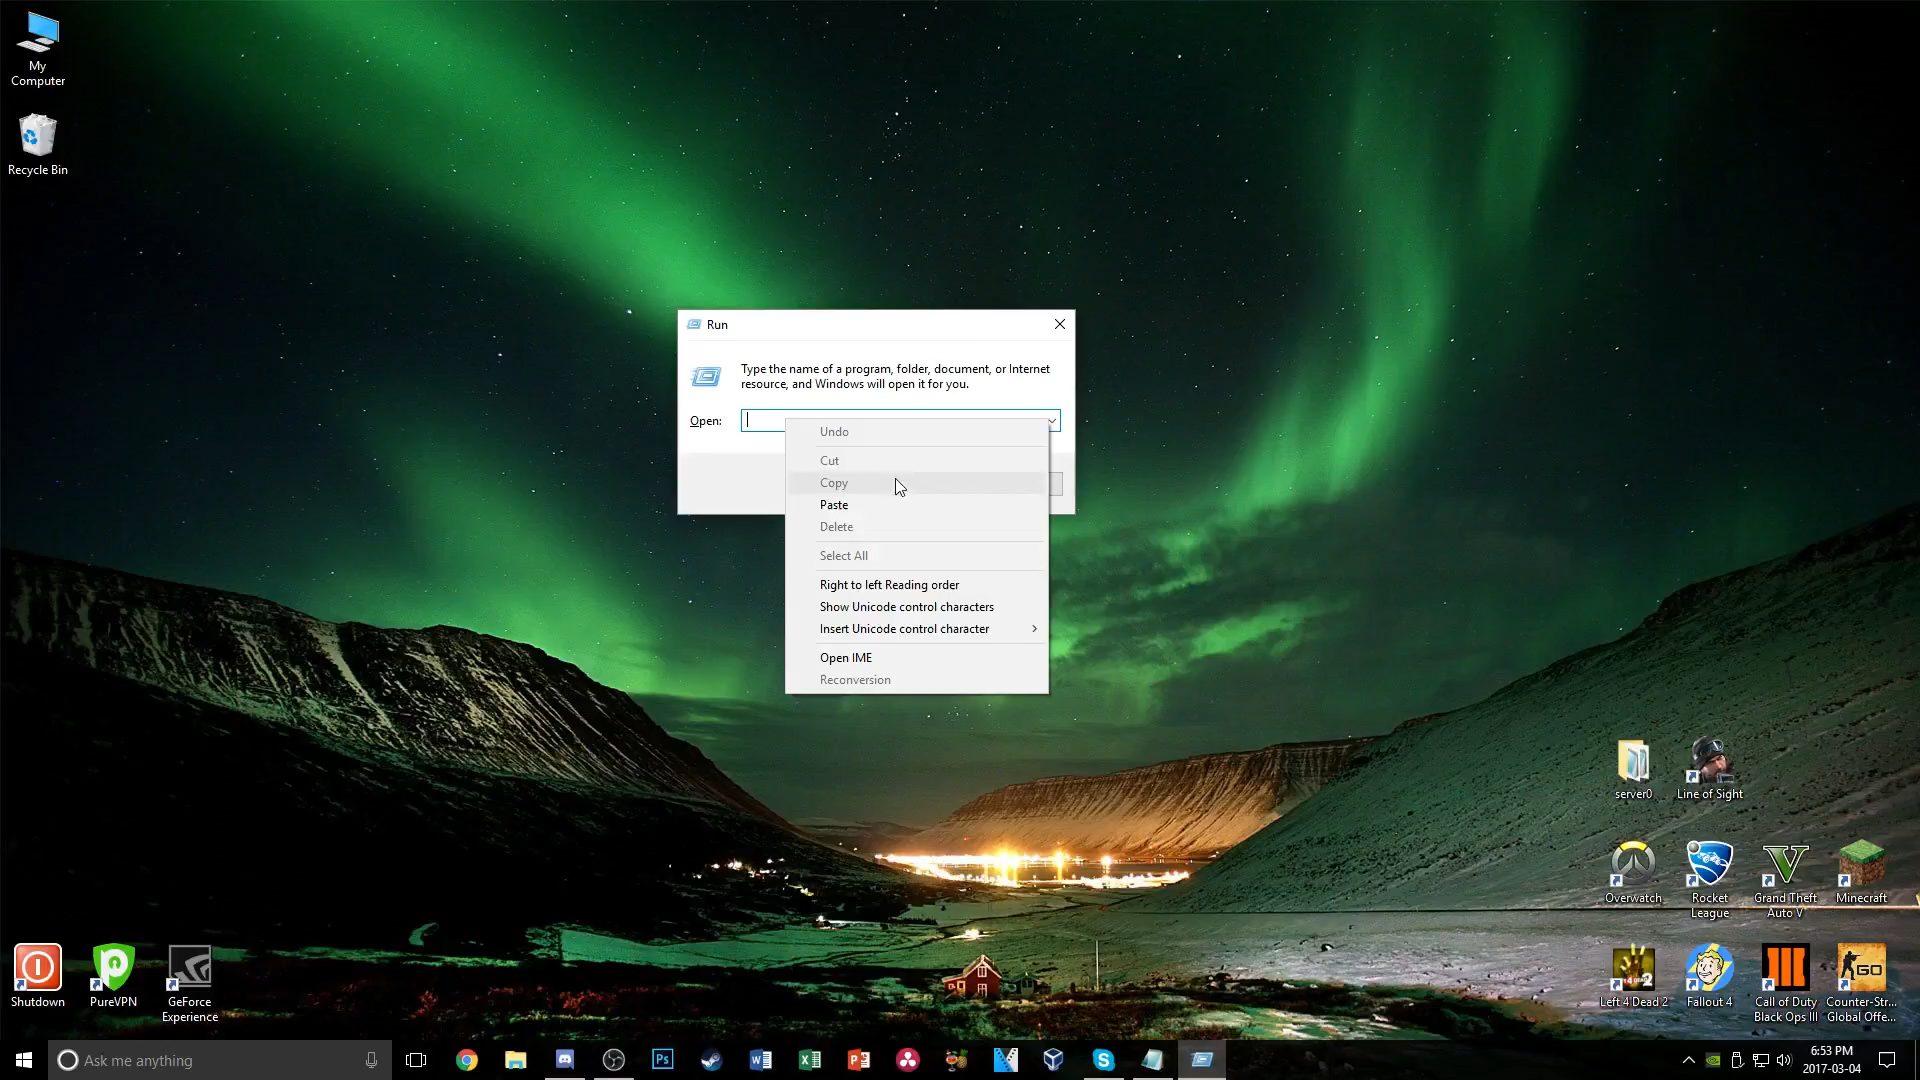 My
Computer
Recycle Bin
Run
Type the name of a program, folder, document, or Internet
resource, and Windows will open it for you.
Open:
Undo
Cut
Copy
Paste
Delete
Select All
Right to left Reading order
Show Unicode control characters
Insert Unicode control character
Open IME
Reconversion
server0
Line of Sight
Overwatch
Rocket
League
Grand Theft
Auto V
Minecraft
Shutdown
PureVPN
GeForce
Experience
Left 4 Dead 2
Fallout 4
Call of Duty
Black Ops III
GO
Counter-Str...
Global Offe...
Ask me anything
Ps
6:53 PM
2017-03-04